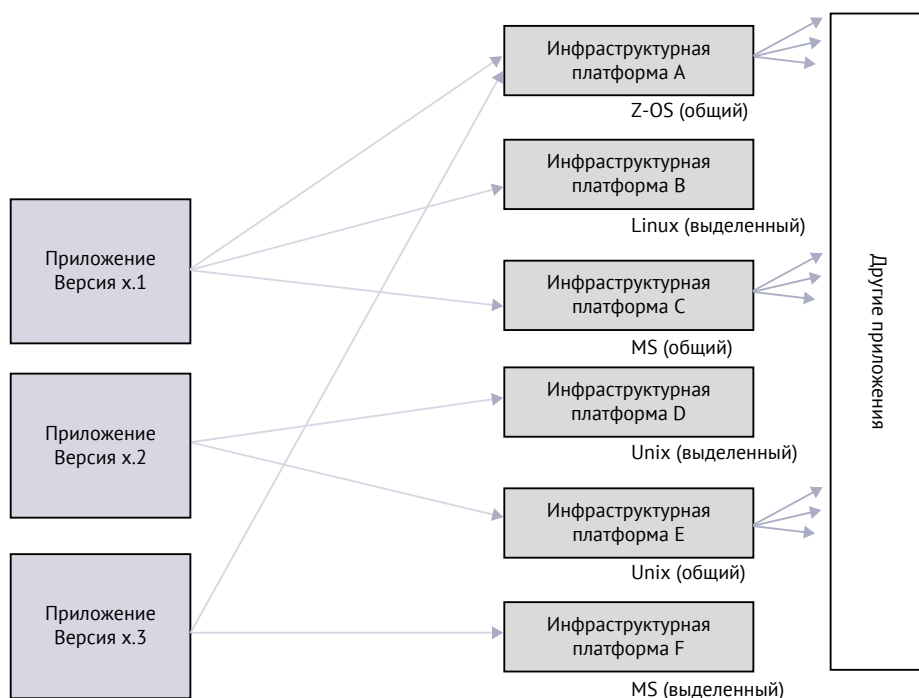 Инфраструктурная
платформа A
Z-OS (общий)
Инфраструктурная
платформа B
Linux (выделенный)
Приложение
Версия x.1
Инфраструктурная
платформа C
MS (общий)
Приложение
Версия x.2
Инфраструктурная
платформа D
Unix (выделенный)
Инфраструктурная
платформа E
Unix (общий)
Приложение
Версия x.3
Инфраструктурная
платформа F
MS (выделенный)
Другие приложения